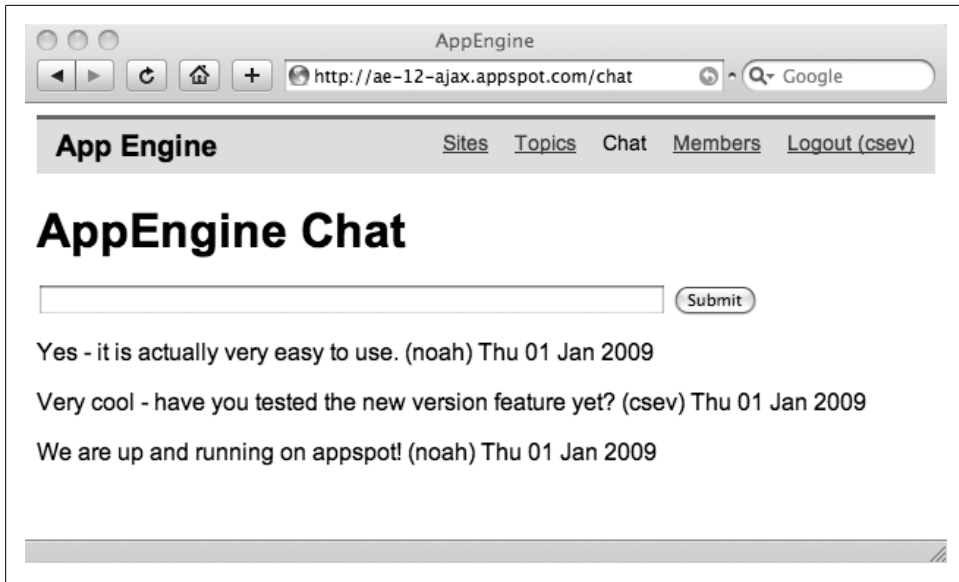 AppEngine
http://ae-12-ajax.appspot.com/chat
Google
App Engine
Sites Topics Chat Members Logout (csev)
AppEngine Chat
Submit
Yes - it is actually very easy to use. (noah) Thu 01 Jan 2009
Very cool - have you tested the new version feature yet? (csev) Thu 01 Jan 2009
We are up and running on appspot! (noah) Thu 01 Jan 2009